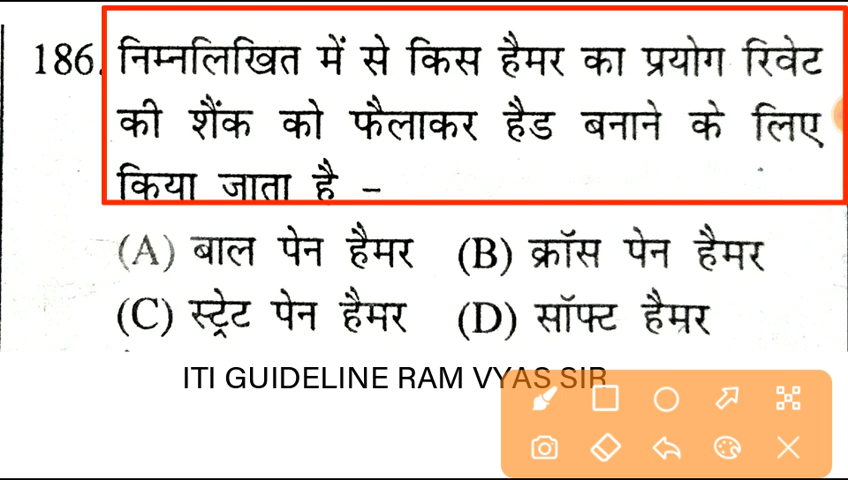 186. निम्नलिखित में से किस हैमर का प्रयोग रिवेट
की शैंक को फैलाकर हैड बनाने के लिए
किया जाता है –
(A) बाल पेन हैमर (B) क्रॉस पेन हैमर
(C) स्ट्रेट पेन हैमर (D) सॉफ्ट हैमर
ITI GUIDELINE RAM VYAS SIR